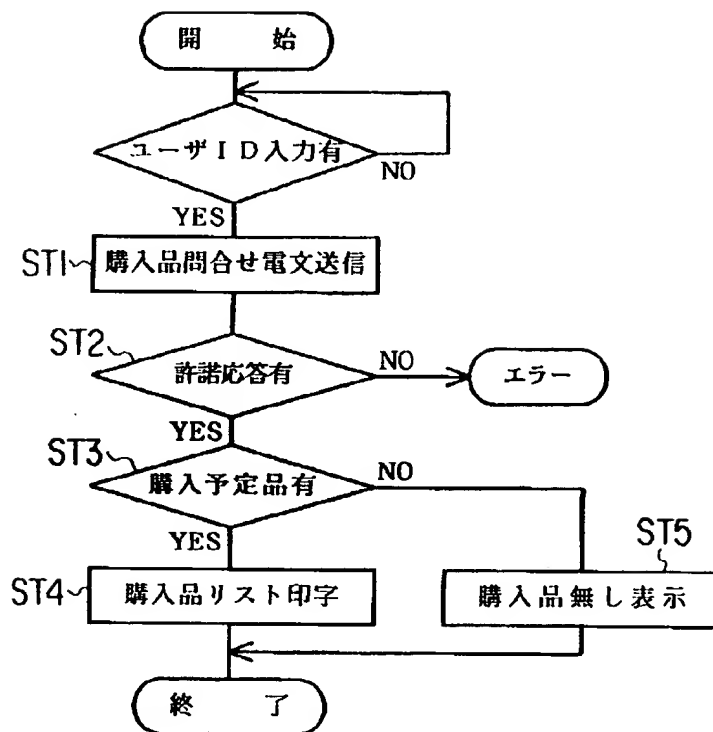 開 始
ユーザID入力有
NO
YES
ST1
購入品問合せ電文送信
ST2
許諾応答有
NO
エラー
YES
ST3
購入予定品有
NO
YES
ST4
購入品リスト印字
ST5
購入品無し表示
終 了